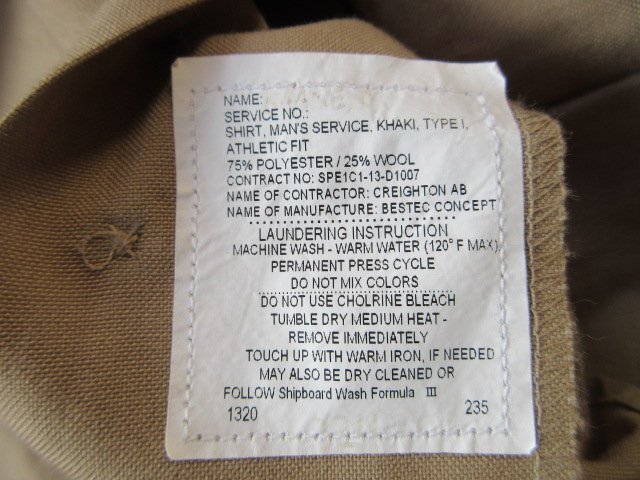 NAME:
SERVICE NO.:
SHIRT, MAN'S SERVICE, KHAKI, TYPE I,
ATHLETIC FIT
75% POLYESTER / 25% WOOL
CONTRACT NO: SPE1C1-13-D1007
NAME OF CONTRACTOR: CREIGHTON AB
NAME OF MANUFACTURE: BESTEC CONCEPT
LAUNDERING INSTRUCTION
MACHINE WASH - WARM WATER (120° F MAX)
PERMANENT PRESS CYCLE
DO NOT MIX COLORS
DO NOT USE CHOLRINE BLEACH
TUMBLE DRY MEDIUM HEAT -
REMOVE IMMEDIATELY
TOUCH UP WITH WARM IRON, IF NEEDED
MAY ALSO BE DRY CLEANED OR
FOLLOW Shipboard Wash Formula III
1320 235